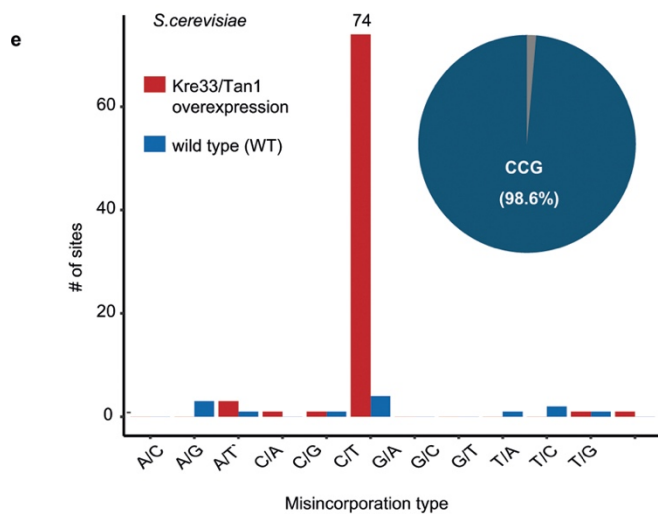 e
S.cerevisiae
74
Kre33/Tan1
overexpression
wild type (WT)
CCG
(98.6%)
# of sites
60
40
20
0
A/C
A/G
A/T`
C/A
C/G
C/T
G/A
G/C
G/T
T/A
T/C
T/G
Misincorporation type